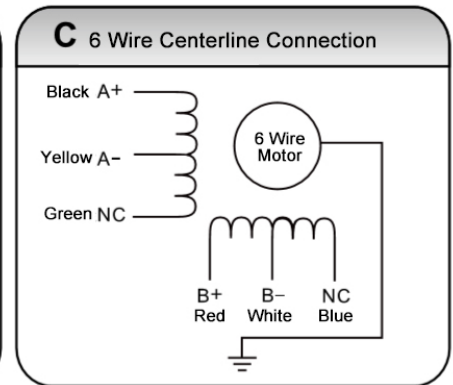 C 6 Wire Centerline Connection
Black A+
Yellow A-
Green NC
6 Wire
Motor
B+ B- NC
Red White Blue